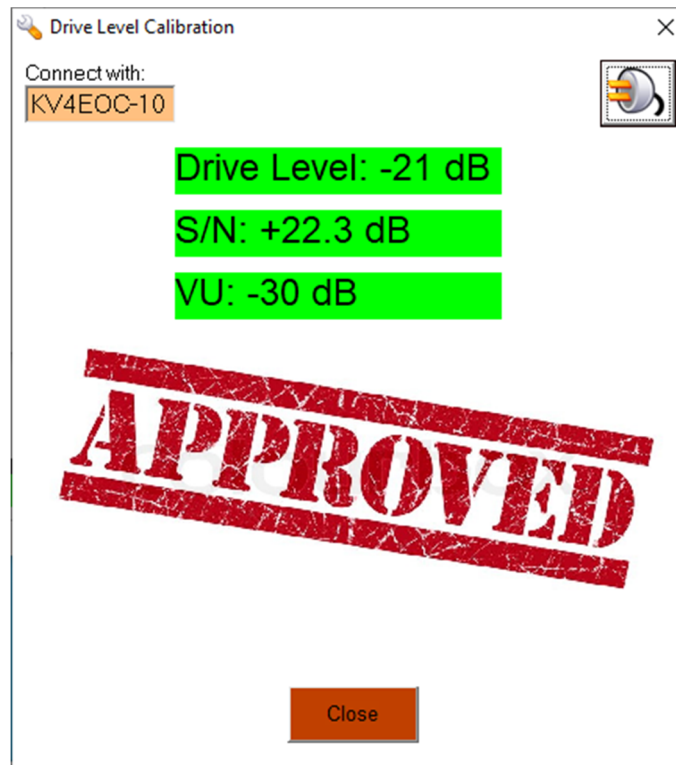 Drive Level Calibration
Connect with:
KV4EOC-10
Drive Level: -21 dB
S/N: +22.3 dB
VU: -30 dB
APPROVED
Close